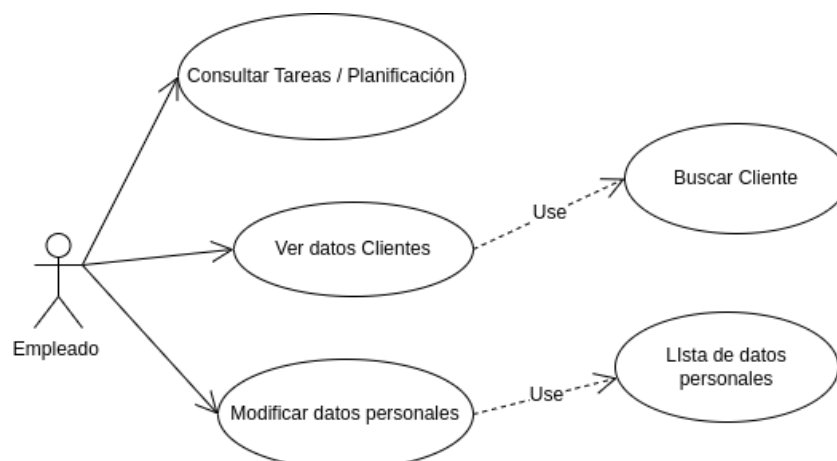 Consultar Tareas / Planificación
Buscar Cliente
Use
Ver datos Clientes
Empleado
LIsta de datos
personales
Use
Modificar datos personales